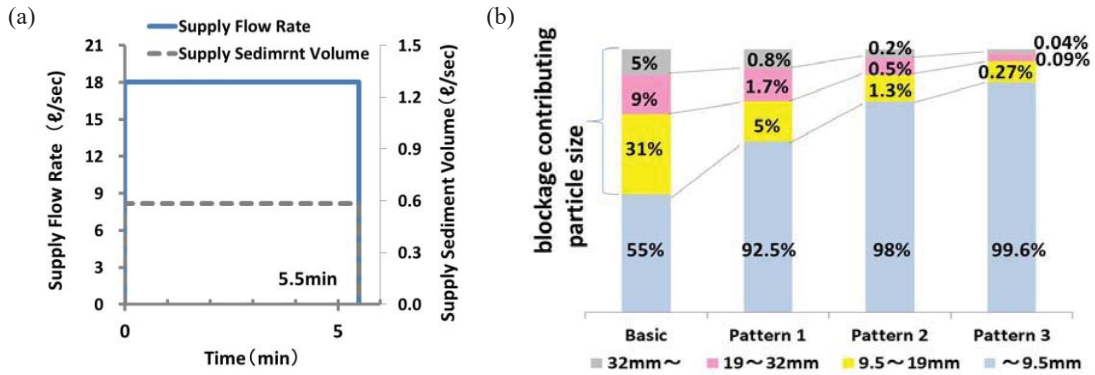 (a)
Supply Flow Rate
Supply Sedimrnt Volume
Supply Flow Rate (ℓ/sec)
21
18
15
12
9
6
3
0
1.5
1.2
0.9
0.6
0.3
0.0
Supply Sediment Volume (ℓ/sec)
5.5min
0
5
Time(min)
(b)
blockage contributing
particle size
5%
9%
31%
55%
0.8%
1.7%
5%
92.5%
0.2%
0.5%
1.3%
98%
0.04%
0.09%
0.27%
99.6%
Basic
Pattern 1
Pattern 2
Pattern 3
32mm～
19～32mm
9.5～19mm
～9.5mm